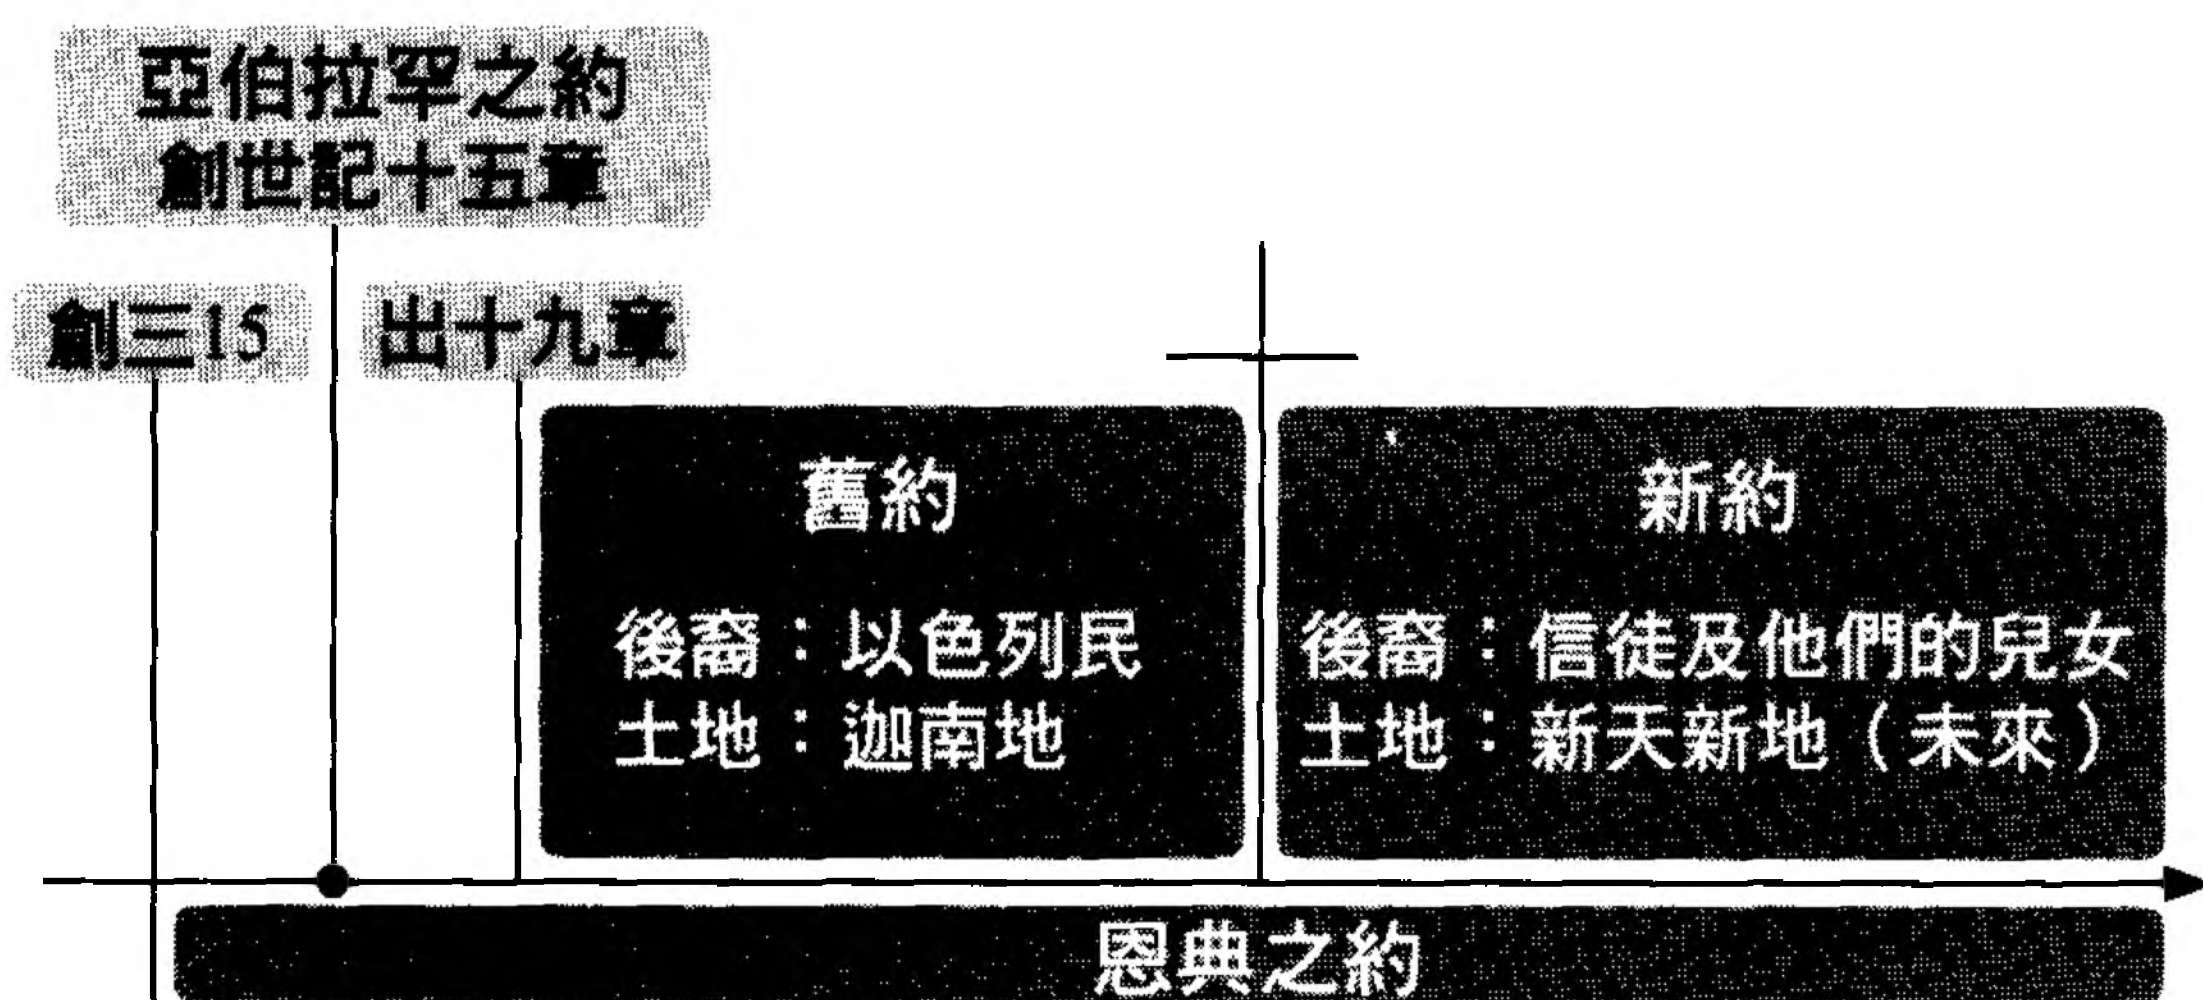 亞伯拉罕之約
創世記十五章
創三15
出十九章
舊約
後裔：以色列民
土地：迦南地
新約
後裔：信徒及他們的兒女
土地：新天新地（未來）
恩典之約